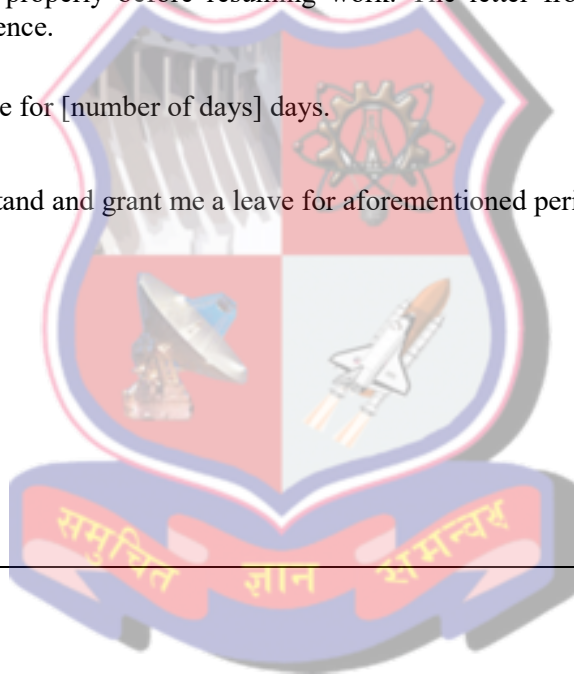 properly before resuming work. The letter fro
ence.
e for [number of days] days.
tand and grant me a leave for aforementioned peri
समुचित ज्ञान समन्वय